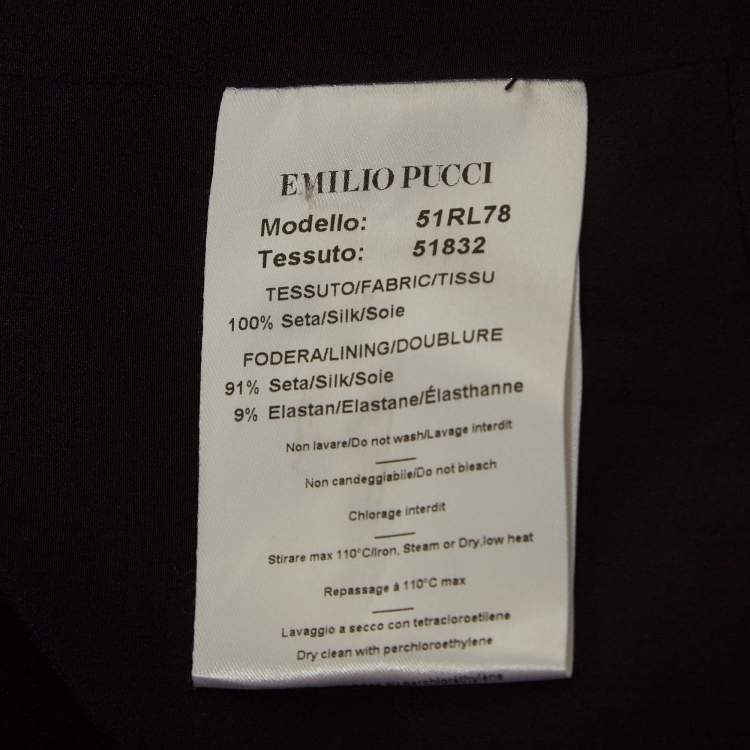 EMILIO PUCCI
Modello: 51RL78
Tessuto: 51832
TESSUTO/FABRIC/TISSU
100% Seta/Silk/Soie
FODERA/LINING/DOUBLURE
91% Seta/Silk/Soie
9% Elastan/Elastane/Élasthanne
Non lavare/Do not wash/Lavage interdit
Non candeggiabile/Do not bleach
Chlorage interdit
Stirare max 110°C/Iron, Steam or Dry,low heat
Repassage à 110°C max
Lavaggio a secco con tetracloroetilene
Dry clean with perchloroethylene
perchloréthylène